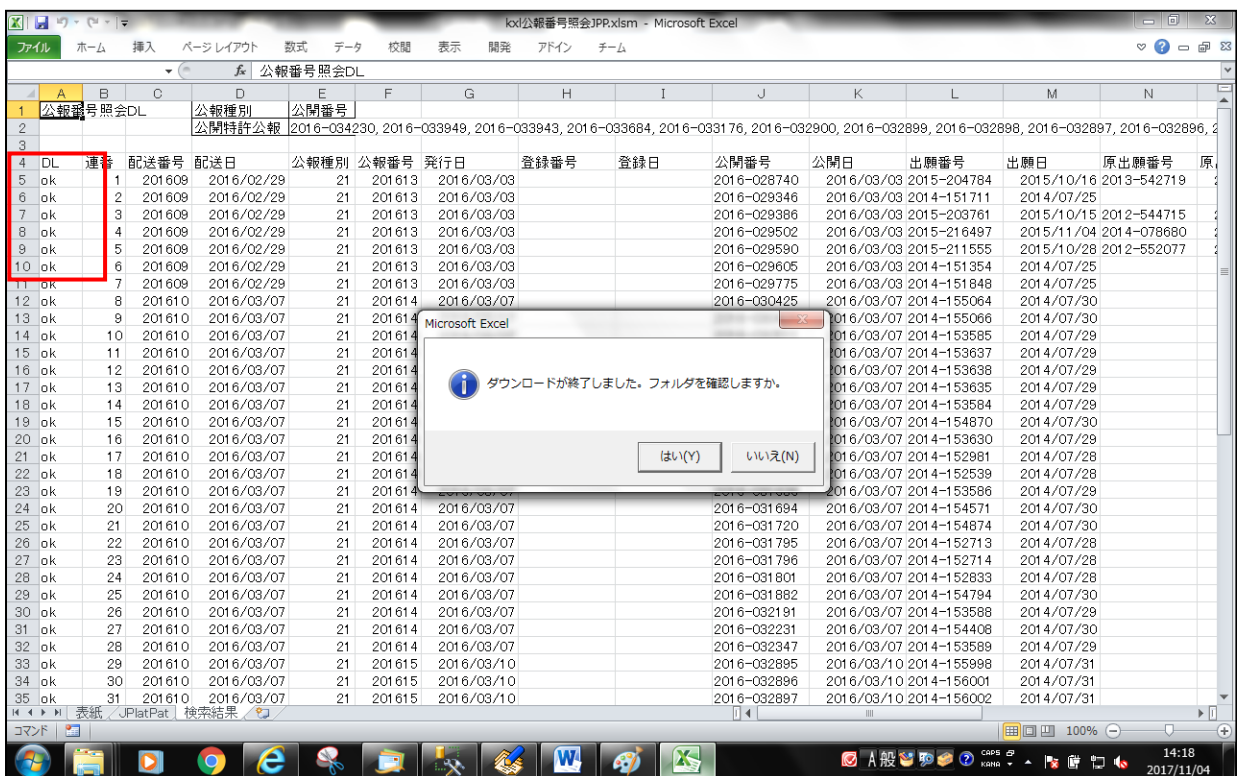 kxl公報番号照会JPP.xlsm - Microsoft Excel
ファイル ホーム 挿入 ページ レイアウト 数式 データ 校閲 表示 開発 アドイン チーム
fx 公報番号照会DL
A B C D E F G H I J K L M N
1 公報番号照会DL 公報種別 公開番号
2 公開特許公報 2016-034230, 2016-033949, 2016-033943, 2016-033684, 2016-033176, 2016-032900, 2016-032899, 2016-032898, 2016-032897, 2016-032896, 2
3
4 DL 連番 配送番号 配送日 公報種別 公報番号 発行日 登録番号 登録日 公開番号 公開日 出願番号 出願日 原出願番号 原
5 ok 1 201609 2016/02/29 21 201613 2016/03/03 2016-028740 2016/03/03 2015-204784 2015/10/16 2013-542719
6 ok 2 201609 2016/02/29 21 201613 2016/03/03 2016-029346 2016/03/03 2014-151711 2014/07/25
7 ok 3 201609 2016/02/29 21 201613 2016/03/03 2016-029386 2016/03/03 2015-203761 2015/10/15 2012-544715
8 ok 4 201609 2016/02/29 21 201613 2016/03/03 2016-029502 2016/03/03 2015-216497 2015/11/04 2014-078680
9 ok 5 201609 2016/02/29 21 201613 2016/03/03 2016-029590 2016/03/03 2015-211555 2015/10/28 2012-552077
10 ok 6 201609 2016/02/29 21 201613 2016/03/03 2016-029605 2016/03/03 2014-151354 2014/07/25
11 ok 7 201609 2016/02/29 21 201613 2016/03/03 2016-029775 2016/03/03 2014-151848 2014/07/25
12 ok 8 201610 2016/03/07 21 201614 2016/03/07 2016-030425 2016/03/07 2014-155064 2014/07/30
13 ok 9 201610 2016/03/07 21 201614 2016/03/07 2014-155066 2014/07/30
14 ok 10 201610 2016/03/07 21 201614 2016/03/07 2014-153585 2014/07/29
15 ok 11 201610 2016/03/07 21 201614 2016/03/07 2014-153637 2014/07/29
16 ok 12 201610 2016/03/07 21 201614 2016/03/07 2014-153638 2014/07/29
17 ok 13 201610 2016/03/07 21 201614 2016/03/07 2014-153635 2014/07/29
18 ok 14 201610 2016/03/07 21 201614 2016/03/07 2014-153584 2014/07/29
19 ok 15 201610 2016/03/07 21 201614 2016/03/07 2014-154870 2014/07/30
20 ok 16 201610 2016/03/07 21 201614 2016/03/07 2014-153630 2014/07/29
21 ok 17 201610 2016/03/07 21 201614 2016/03/07 2014-152981 2014/07/28
22 ok 18 201610 2016/03/07 21 201614 2016/03/07 2014-152539 2014/07/28
23 ok 19 201610 2016/03/07 21 201614 2016/03/07 2014-153586 2014/07/29
24 ok 20 201610 2016/03/07 21 201614 2016/03/07 2016-031694 2016/03/07 2014-154571 2014/07/30
25 ok 21 201610 2016/03/07 21 201614 2016/03/07 2016-031720 2016/03/07 2014-154874 2014/07/30
26 ok 22 201610 2016/03/07 21 201614 2016/03/07 2016-031795 2016/03/07 2014-152713 2014/07/28
27 ok 23 201610 2016/03/07 21 201614 2016/03/07 2016-031796 2016/03/07 2014-152714 2014/07/28
28 ok 24 201610 2016/03/07 21 201614 2016/03/07 2016-031801 2016/03/07 2014-152833 2014/07/28
29 ok 25 201610 2016/03/07 21 201614 2016/03/07 2016-031882 2016/03/07 2014-154794 2014/07/30
30 ok 26 201610 2016/03/07 21 201614 2016/03/07 2016-032191 2016/03/07 2014-153588 2014/07/29
31 ok 27 201610 2016/03/07 21 201614 2016/03/07 2016-032231 2016/03/07 2014-154408 2014/07/30
32 ok 28 201610 2016/03/07 21 201614 2016/03/07 2016-032347 2016/03/07 2014-153589 2014/07/29
33 ok 29 201610 2016/03/07 21 201615 2016/03/10 2016-032895 2016/03/10 2014-155998 2014/07/31
34 ok 30 201610 2016/03/07 21 201615 2016/03/10 2016-032896 2016/03/10 2014-156001 2014/07/31
35 ok 31 201610 2016/03/07 21 201615 2016/03/10 2016-032897 2016/03/10 2014-156002 2014/07/31
Microsoft Excel
ダウンロードが終了しました。フォルダを確認しますか。
はい(Y) いいえ(N)
表紙 JPlatPat 検索結果
コマンド 100%
A 般 CAPS KANA 14:18
2017/11/04